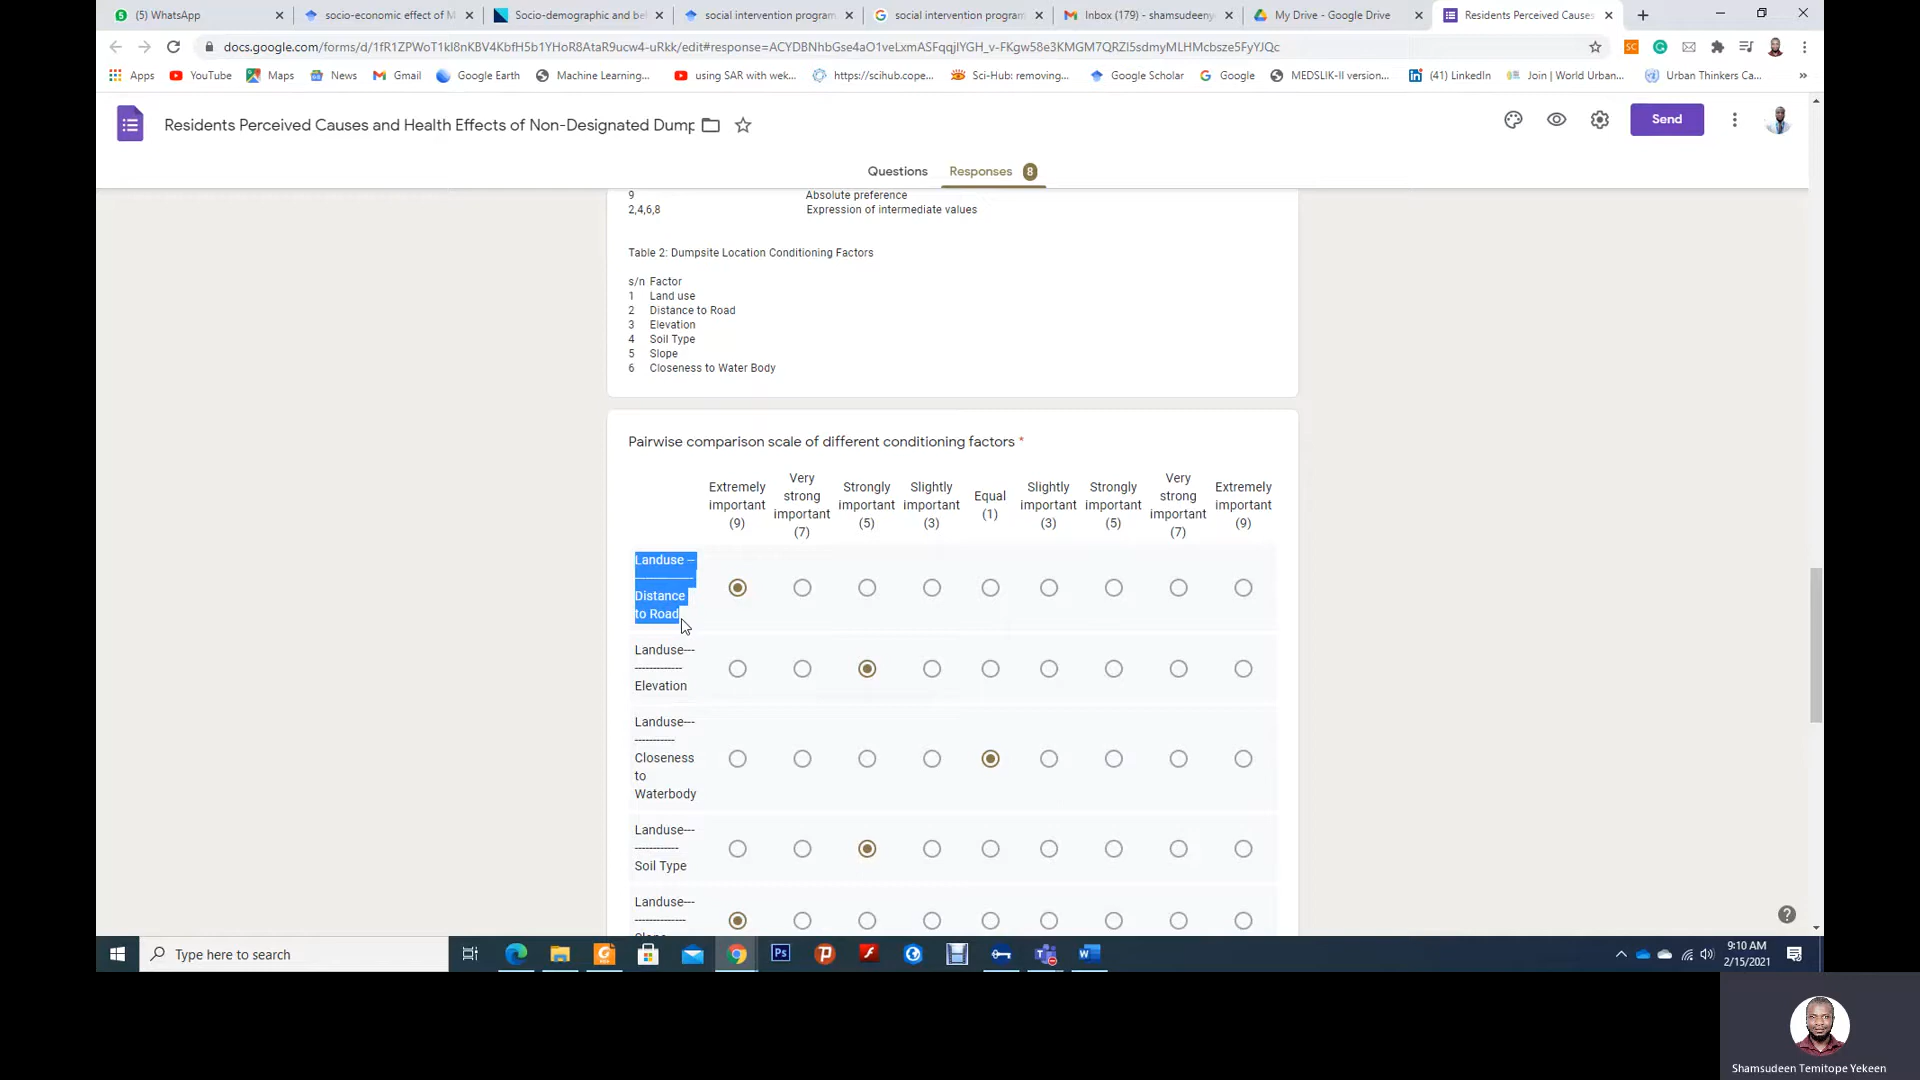 (5) WhatsApp
socio-economic effect of M
Socio-demographic and be
social intervention program
social intervention program
Inbox (179) - shamsudeeny
My Drive - Google Drive
Residents Perceived Causes
docs.google.com/forms/d/1fR1ZPWoT1kI8nKBV4KbfH5b1YHoR8AtaR9ucw4-uRkk/edit#response=ACYDBNhbGse4aO1veLxmASFqqjIYGH_v-FKgw58e3KMGM7QRZI5sdmyMLHMcbsze5FyYJQc
Apps
YouTube
Maps
News
Gmail
Google Earth
Machine Learning...
using SAR with wek...
https://scihub.cope...
Sci-Hub: removing...
Google Scholar
Google
MEDSLIK-II version...
(41) LinkedIn
Join | World Urban...
Urban Thinkers Ca...
»
Residents Perceived Causes and Health Effects of Non-Designated Dump
Send
Questions
Responses 8
9 Absolute preference
2,4,6,8 Expression of intermediate values
Table 2: Dumpsite Location Conditioning Factors
s/n Factor
1 Land use
2 Distance to Road
3 Elevation
4 Soil Type
5 Slope
6 Closeness to Water Body
Pairwise comparison scale of different conditioning factors *
Extremely important (9)
Very strong important (7)
Strongly important (5)
Slightly important (3)
Equal (1)
Slightly important (3)
Strongly important (5)
Very strong important (7)
Extremely important (9)
Landuse –
-------------
Distance
to Road
Landuse---
-------------
Elevation
Landuse---
-----------
Closeness
to
Waterbody
Landuse---
------------
Soil Type
Landuse---
--------------
Type here to search
9:10 AM
2/15/2021
Shamsudeen Temitope Yekeen